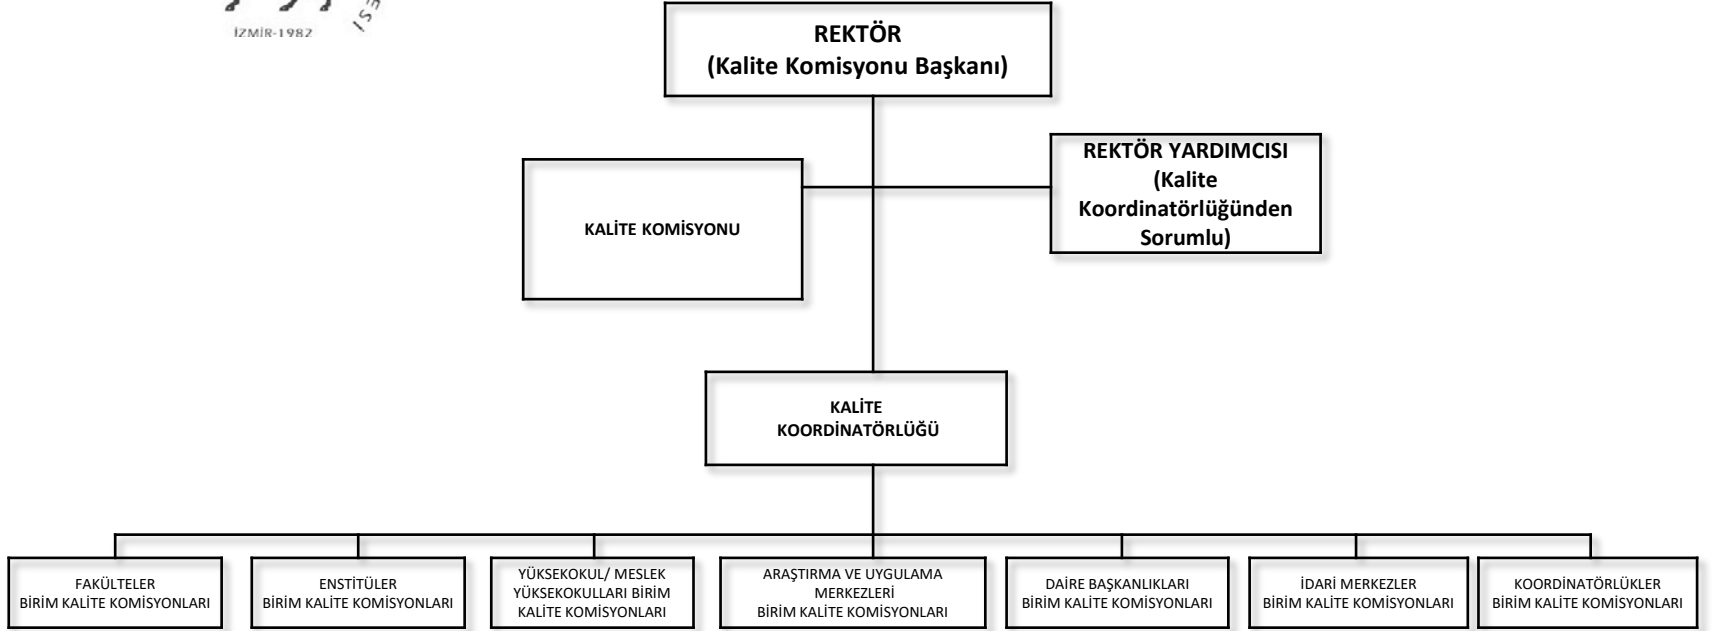 İZMİR-1982
REKTÖR
(Kalite Komisyonu Başkanı)
REKTÖR YARDIMCISI
(Kalite
Koordinatörlüğünden
Sorumlu)
KALİTE KOMİSYONU
KALİTE
KOORDİNATÖRLÜĞÜ
FAKÜLTELER
BİRİM KALİTE KOMİSYONLARI
ENSTİTÜLER
BİRİM KALİTE KOMİSYONLARI
YÜKSEKOKUL/ MESLEK
YÜKSEKOKULLARI BİRİM
KALİTE KOMİSYONLARI
ARAŞTIRMA VE UYGULAMA
MERKEZLERİ
BİRİM KALİTE KOMİSYONLARI
DAİRE BAŞKANLIKLARI
BİRİM KALİTE KOMİSYONLARI
İDARİ MERKEZLER
BİRİM KALİTE KOMİSYONLARI
KOORDİNATÖRLÜKLER
BİRİM KALİTE KOMİSYONLARI